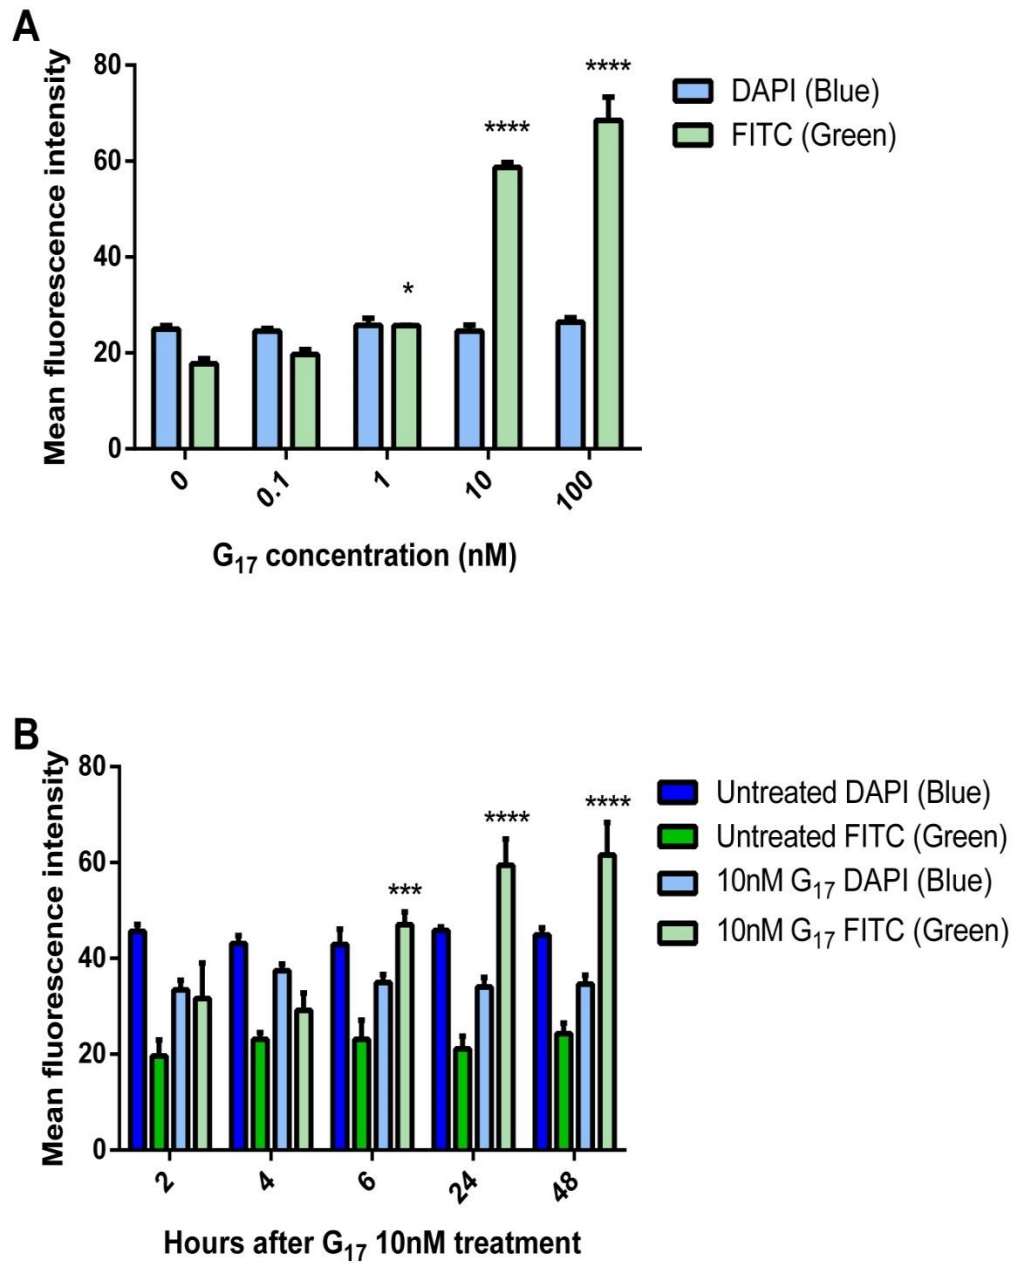 A
Mean fluorescence intensity
80
60
40
20
0
*
****
****
DAPI (Blue)
FITC (Green)
0
0.1
1
10
100
G17 concentration (nM)
B
Mean fluorescence intensity
80
60
40
20
0
***
****
****
Untreated DAPI (Blue)
Untreated FITC (Green)
10nM G17 DAPI (Blue)
10nM G17 FITC (Green)
2
4
6
24
48
Hours after G17 10nM treatment